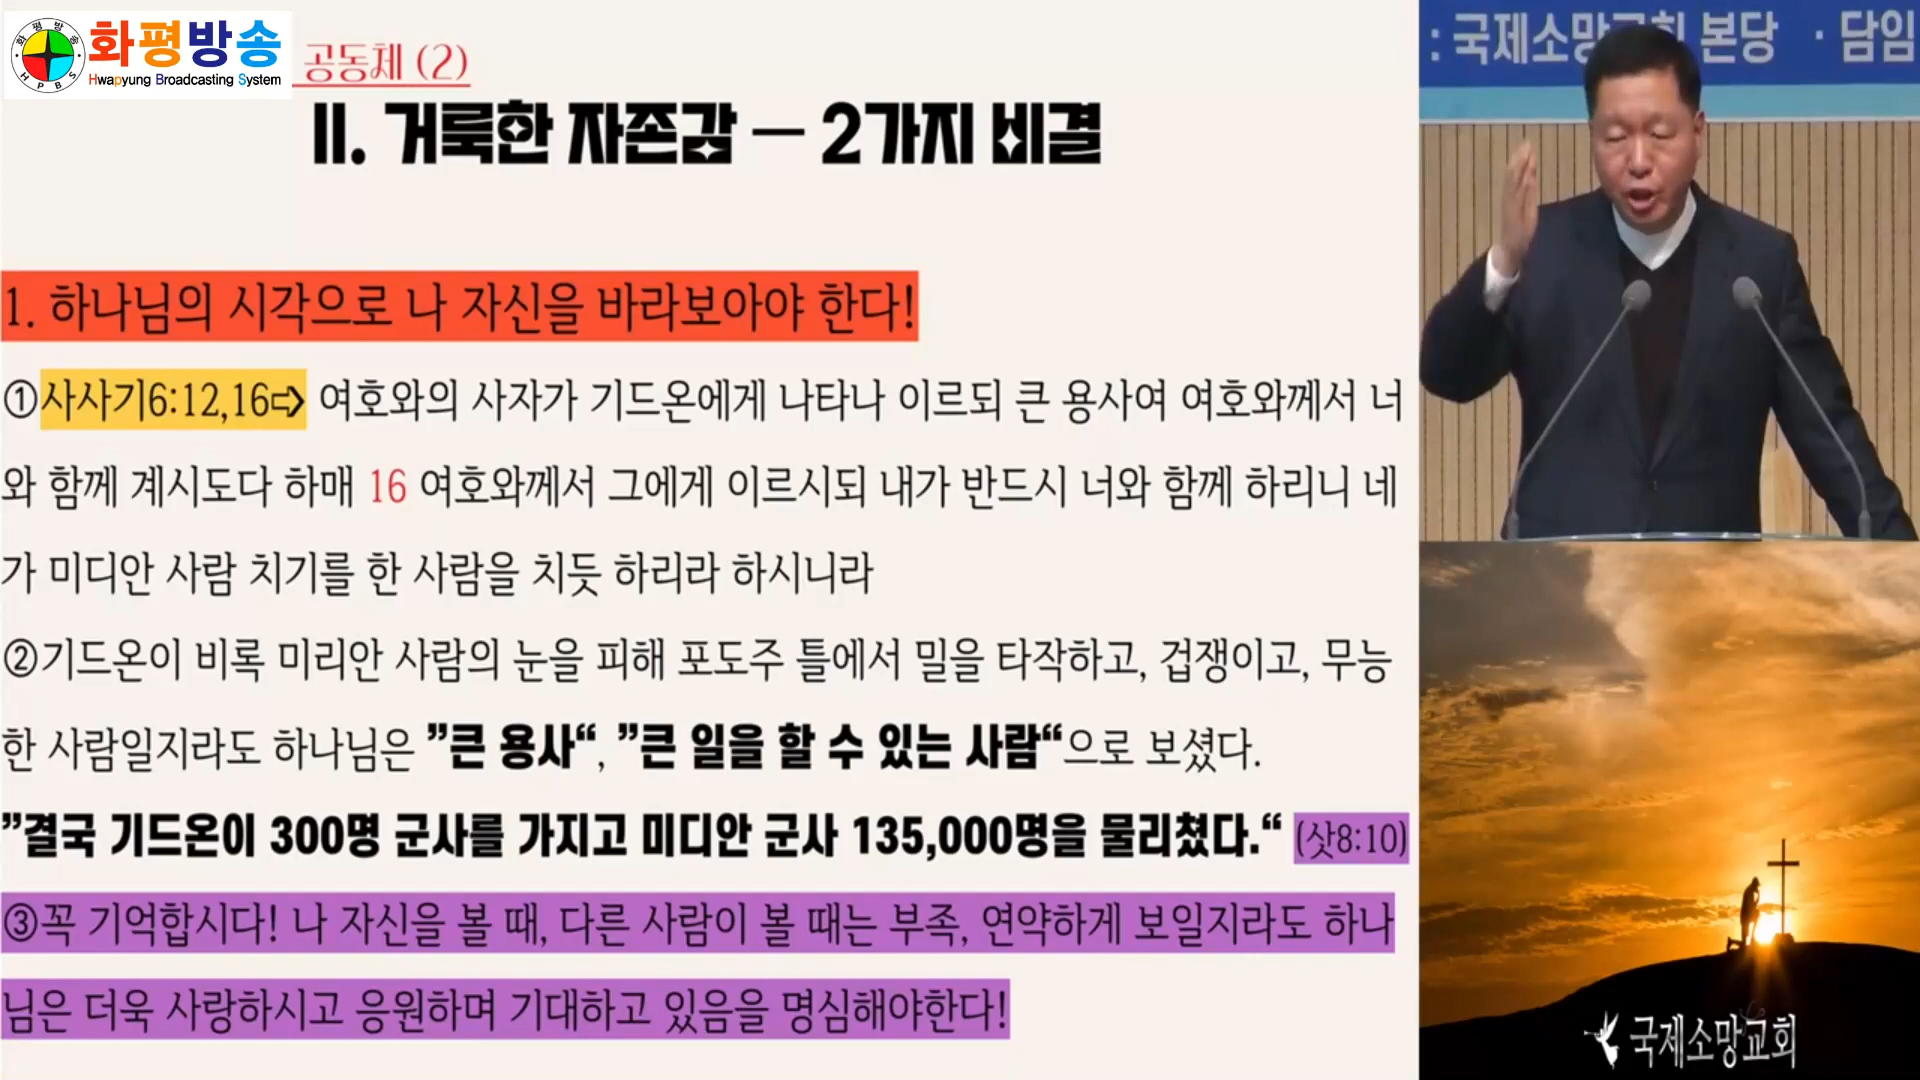 화평방송
Hwapyung Broadcasting System
화평방송
HPBS
공동체 (2)
II. 거룩한 자존감 – 2가지 비결
1. 하나님의 시각으로 나 자신을 바라보아야 한다!
①사사기6:12,16➩ 여호와의 사자가 기드온에게 나타나 이르되 큰 용사여 여호와께서 너
와 함께 계시도다 하매 16 여호와께서 그에게 이르시되 내가 반드시 너와 함께 하리니 네
가 미디안 사람 치기를 한 사람을 치듯 하리라 하시니라
②기드온이 비록 미리안 사람의 눈을 피해 포도주 틀에서 밀을 타작하고, 겁쟁이고, 무능
한 사람일지라도 하나님은 ”큰 용사“, ”큰 일을 할 수 있는 사람“으로 보셨다.
”결국 기드온이 300명 군사를 가지고 미디안 군사 135,000명을 물리쳤다.“ (삿8:10)
③꼭 기억합시다! 나 자신을 볼 때, 다른 사람이 볼 때는 부족, 연약하게 보일지라도 하나
님은 더욱 사랑하시고 응원하며 기대하고 있음을 명심해야한다!
: 국제소망교회 본당 · 담임
국제소망교회